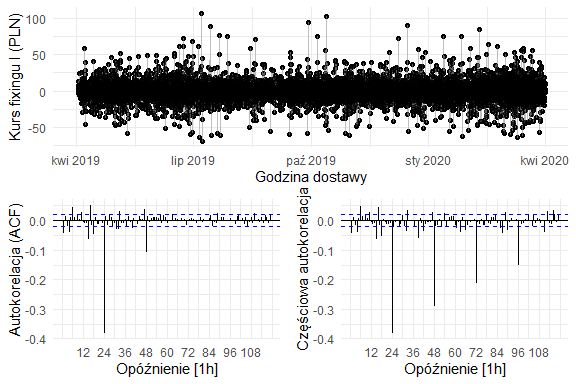 Kurs fixingu I (PLN)
100
50
0
-50
kwi 2019
lip 2019
paź 2019
sty 2020
kwi 2020
Godzina dostawy
Autokorelacja (ACF)
0.0
-0.1
-0.2
-0.3
-0.4
12 24 36 48 60 72 84 96 108
Opóźnienie [1h]
Częściowa autokorelacja
0.0
-0.1
-0.2
-0.3
-0.4
12 24 36 48 60 72 84 96 108
Opóźnienie [1h]